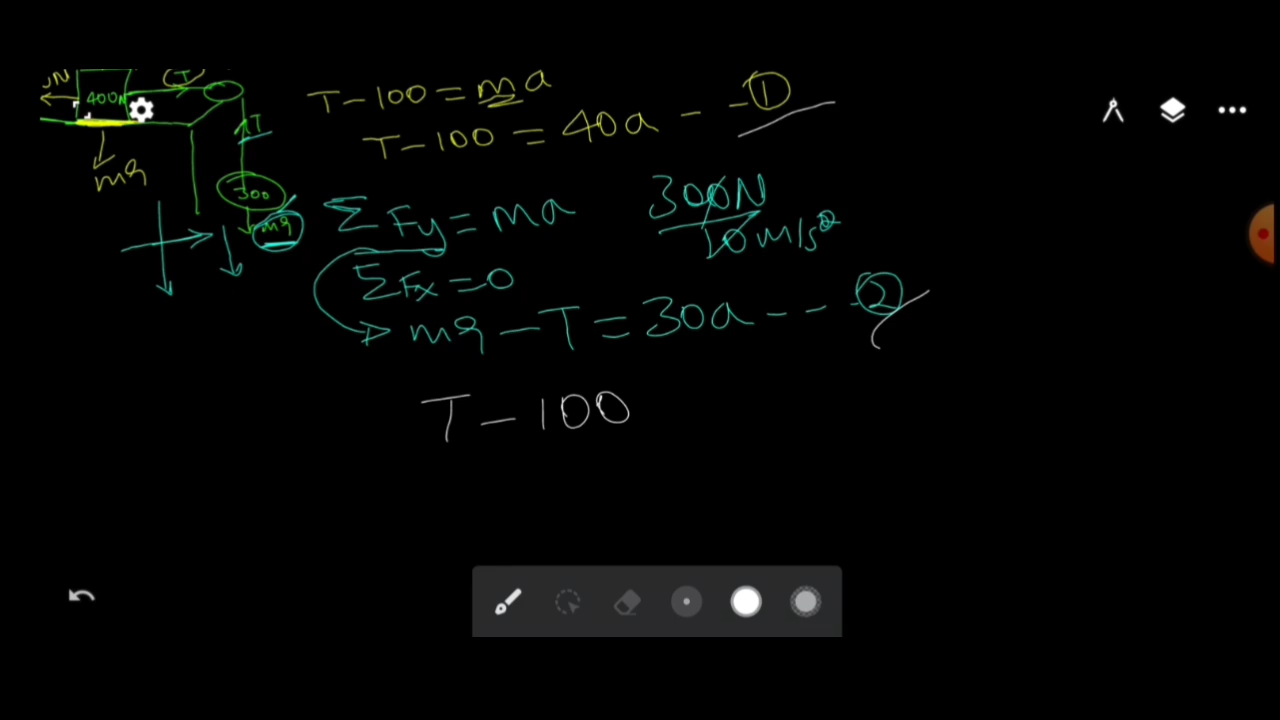 T-100 = ma
T-100 = 40a - - ①
400N
T
T
mg
300
mg
ΣFy = ma
300N
10m/s²
ΣFx = 0
mg - T = 30a - - - ②
T - 100